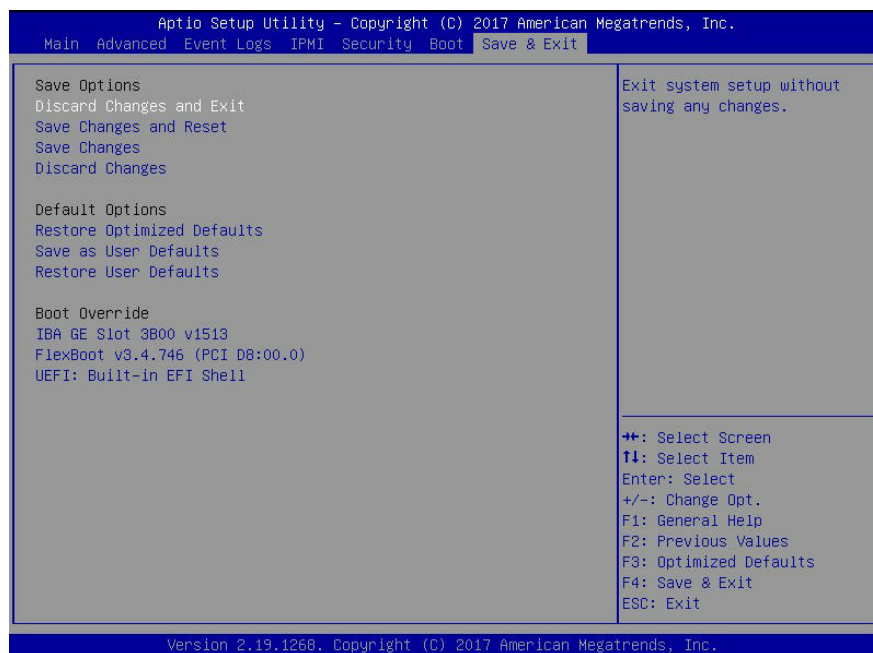 Aptio Setup Utility – Copyright (C) 2017 American Megatrends, Inc.
Main Advanced Event Logs IPMI Security Boot Save & Exit
Save Options
Discard Changes and Exit
Save Changes and Reset
Save Changes
Discard Changes
Default Options
Restore Optimized Defaults
Save as User Defaults
Restore User Defaults
Boot Override
IBA GE Slot 3B00 v1513
FlexBoot v3.4.746 (PCI D8:00.0)
UEFI: Built-in EFI Shell
Exit system setup without
saving any changes.
→←: Select Screen
↑↓: Select Item
Enter: Select
+/-: Change Opt.
F1: General Help
F2: Previous Values
F3: Optimized Defaults
F4: Save & Exit
ESC: Exit
Version 2.19.1268. Copyright (C) 2017 American Megatrends, Inc.